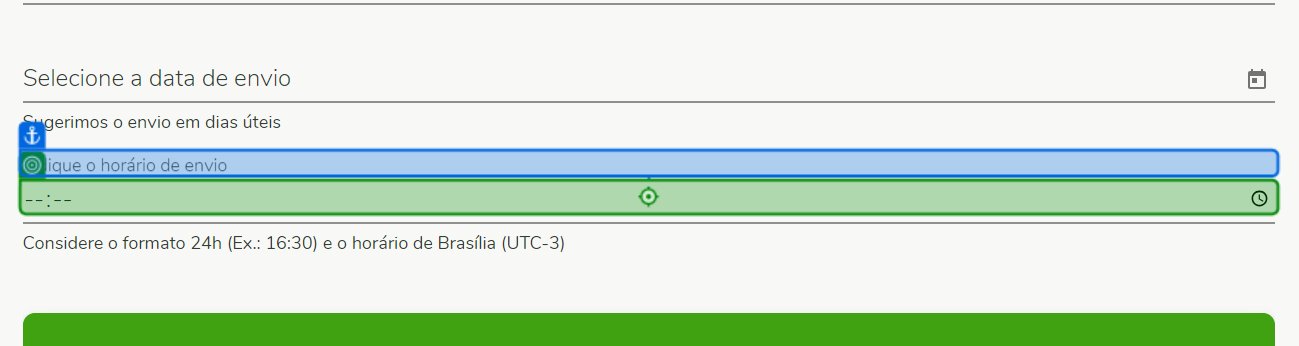 Selecione a data de envio
Sugerimos o envio em dias úteis
ique o horário de envio
--:--
Considere o formato 24h (Ex.: 16:30) e o horário de Brasília (UTC-3)